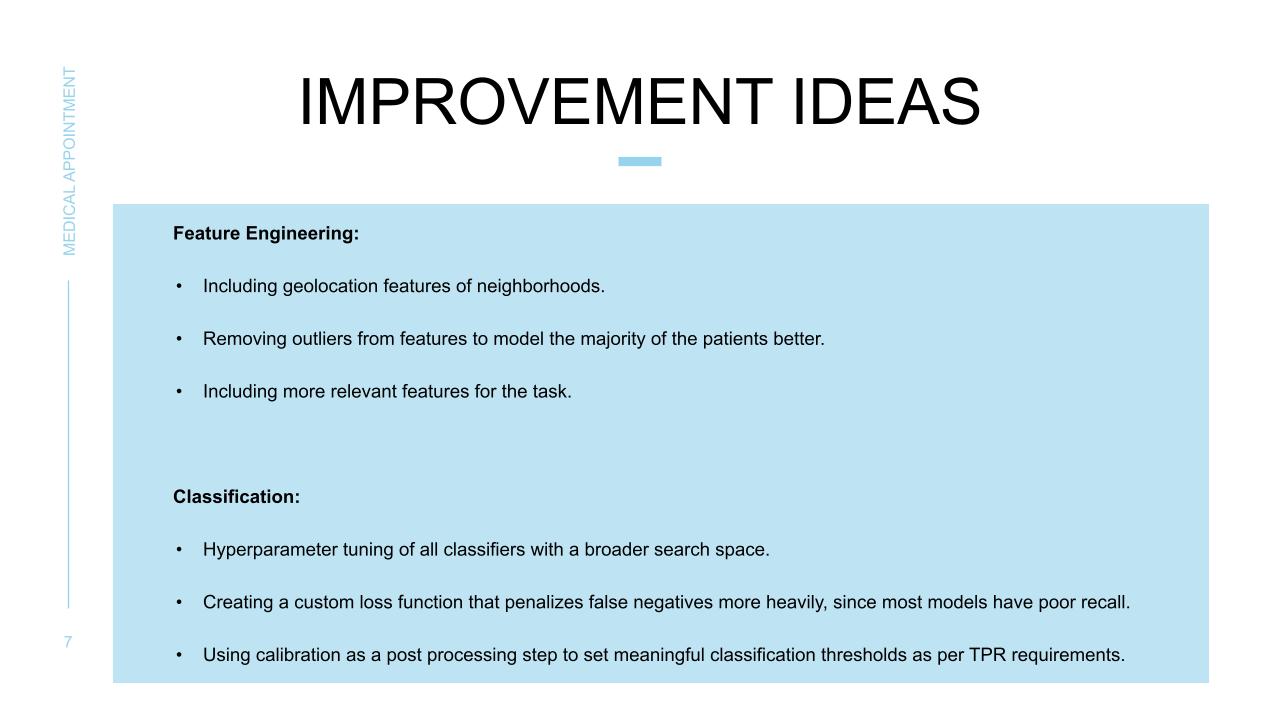 MEDICAL APPOINTMENT
IMPROVEMENT IDEAS
Feature Engineering:
• Including geolocation features of neighborhoods.
• Removing outliers from features to model the majority of the patients better.
• Including more relevant features for the task.
Classification:
• Hyperparameter tuning of all classifiers with a broader search space.
• Creating a custom loss function that penalizes false negatives more heavily, since most models have poor recall.
• Using calibration as a post processing step to set meaningful classification thresholds as per TPR requirements.
7